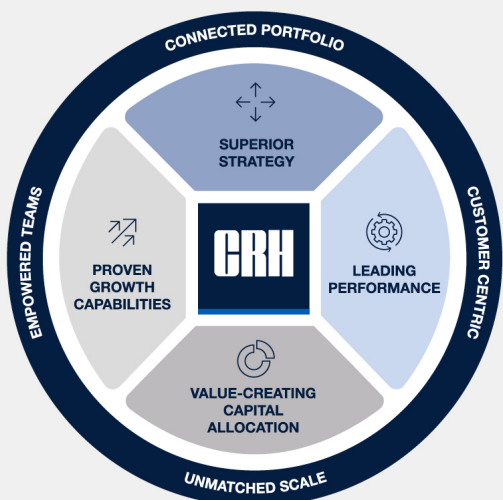 CONNECTED PORTFOLIO
SUPERIOR
STRATEGY
EMPOWERED TEAMS
PROVEN
GROWTH
CAPABILITIES
CRH
LEADING
PERFORMANCE
CUSTOMER CENTRIC
VALUE-CREATING
CAPITAL
ALLOCATION
UNMATCHED SCALE